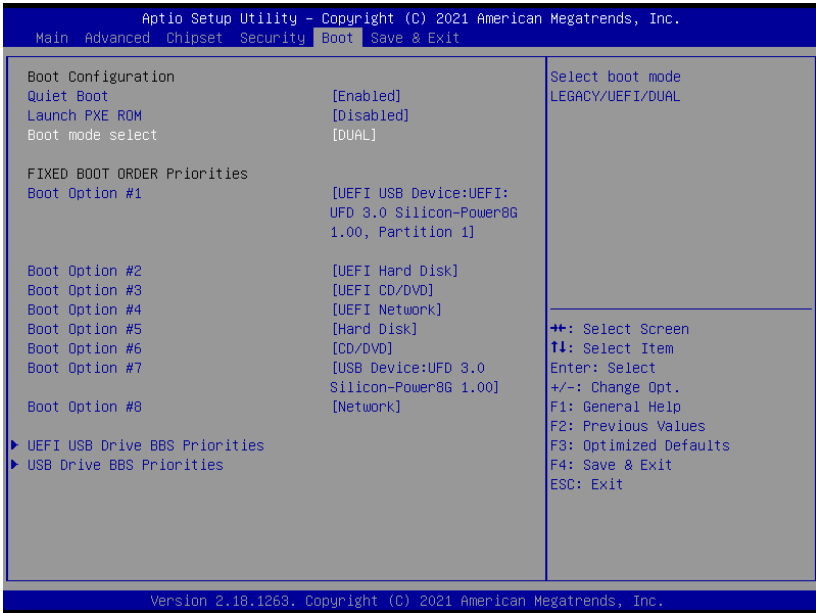 Aptio Setup Utility – Copyright (C) 2021 American Megatrends, Inc.
Main Advanced Chipset Security Boot Save & Exit
Boot Configuration
Quiet Boot [Enabled]
Launch PXE ROM [Disabled]
Boot mode select [DUAL]
FIXED BOOT ORDER Priorities
Boot Option #1 [UEFI USB Device:UEFI:
UFD 3.0 Silicon-Power8G
1.00, Partition 1]
Boot Option #2 [UEFI Hard Disk]
Boot Option #3 [UEFI CD/DVD]
Boot Option #4 [UEFI Network]
Boot Option #5 [Hard Disk]
Boot Option #6 [CD/DVD]
Boot Option #7 [USB Device:UFD 3.0
Silicon-Power8G 1.00]
Boot Option #8 [Network]
UEFI USB Drive BBS Priorities
USB Drive BBS Priorities
Select boot mode
LEGACY/UEFI/DUAL
→←: Select Screen
↑↓: Select Item
Enter: Select
+/-: Change Opt.
F1: General Help
F2: Previous Values
F3: Optimized Defaults
F4: Save & Exit
ESC: Exit
Version 2.18.1263. Copyright (C) 2021 American Megatrends, Inc.